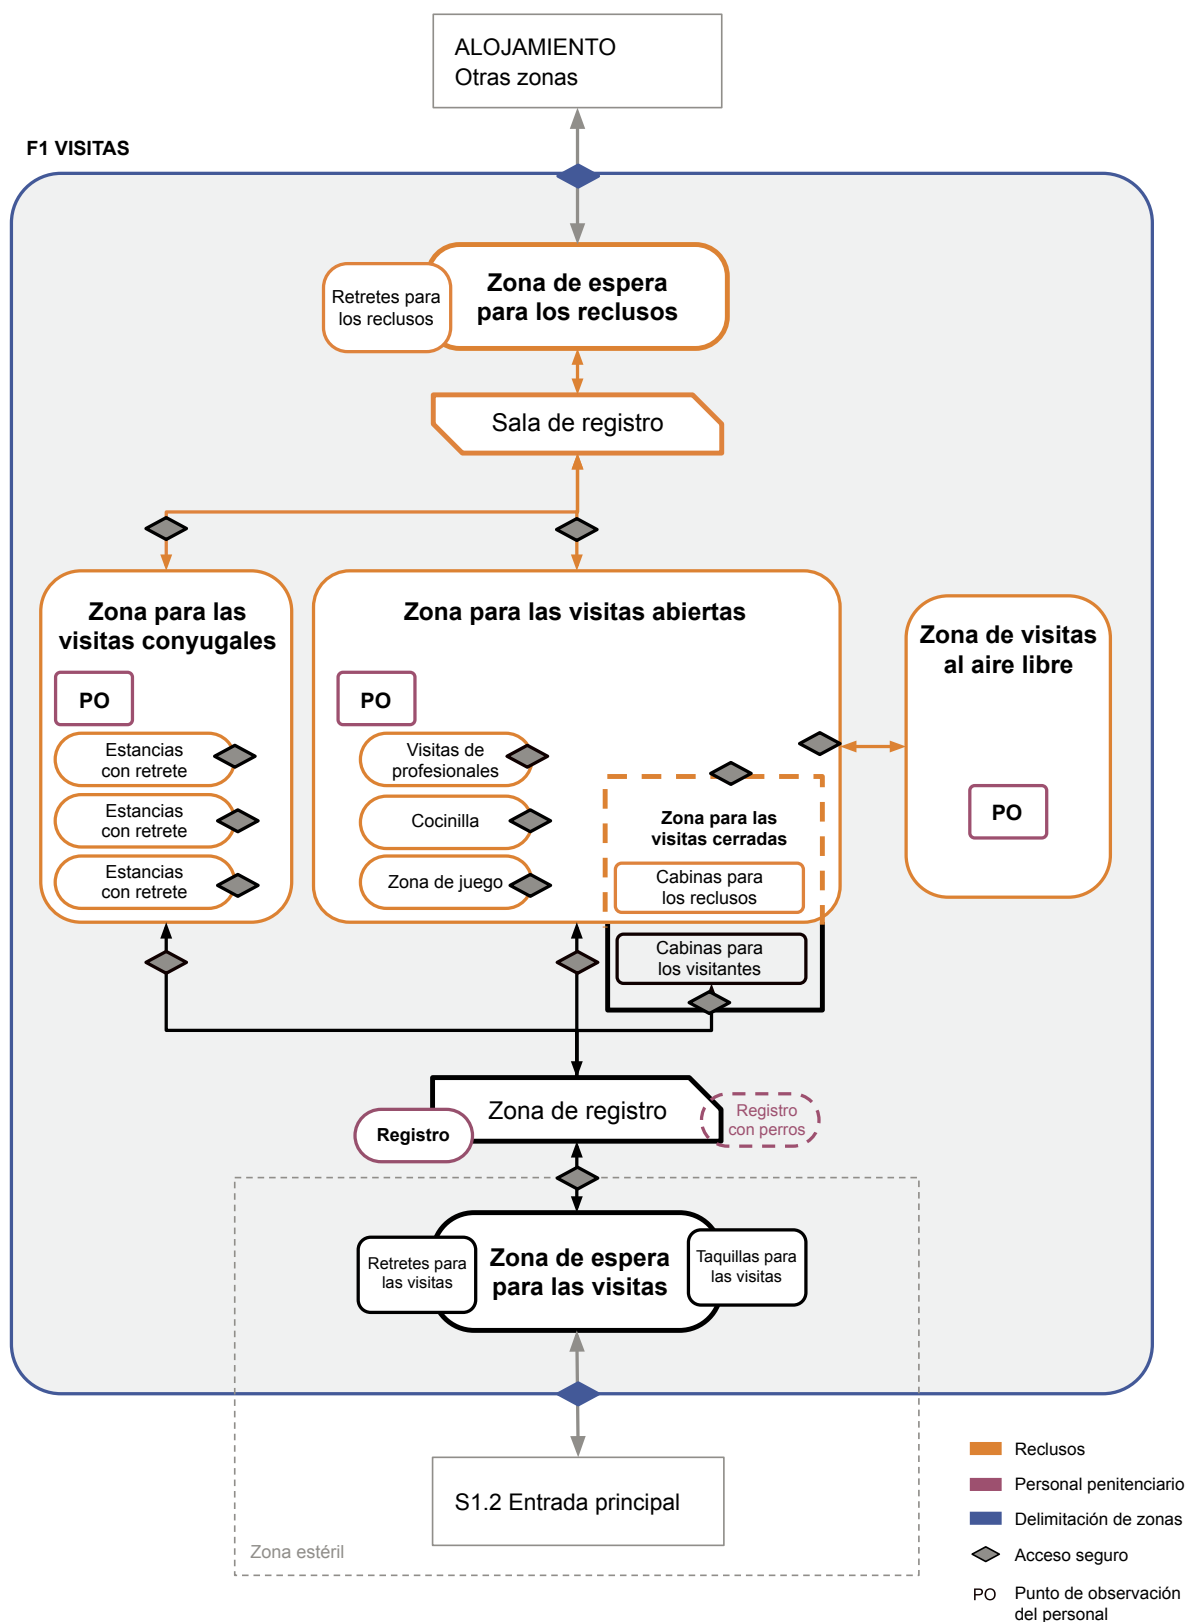 ALOJAMIENTO
Otras zonas
F1 VISITAS
Zona de espera
para los reclusos
Retretes para
los reclusos
Sala de registro
Zona para las
visitas conyugales
PO
Estancias
con retrete
Estancias
con retrete
Estancias
con retrete
Zona para las visitas abiertas
PO
Visitas de
profesionales
Cocinilla
Zona de juego
Zona para las
visitas cerradas
Cabinas para
los reclusos
Cabinas para
los visitantes
Zona de visitas
al aire libre
PO
Zona de registro
Registro
Registro
con perros
Zona de espera
para las visitas
Retretes para
las visitas
Taquillas para
las visitas
S1.2 Entrada principal
Zona estéril
Reclusos
Personal penitenciario
Delimitación de zonas
Acceso seguro
PO Punto de observación
del personal